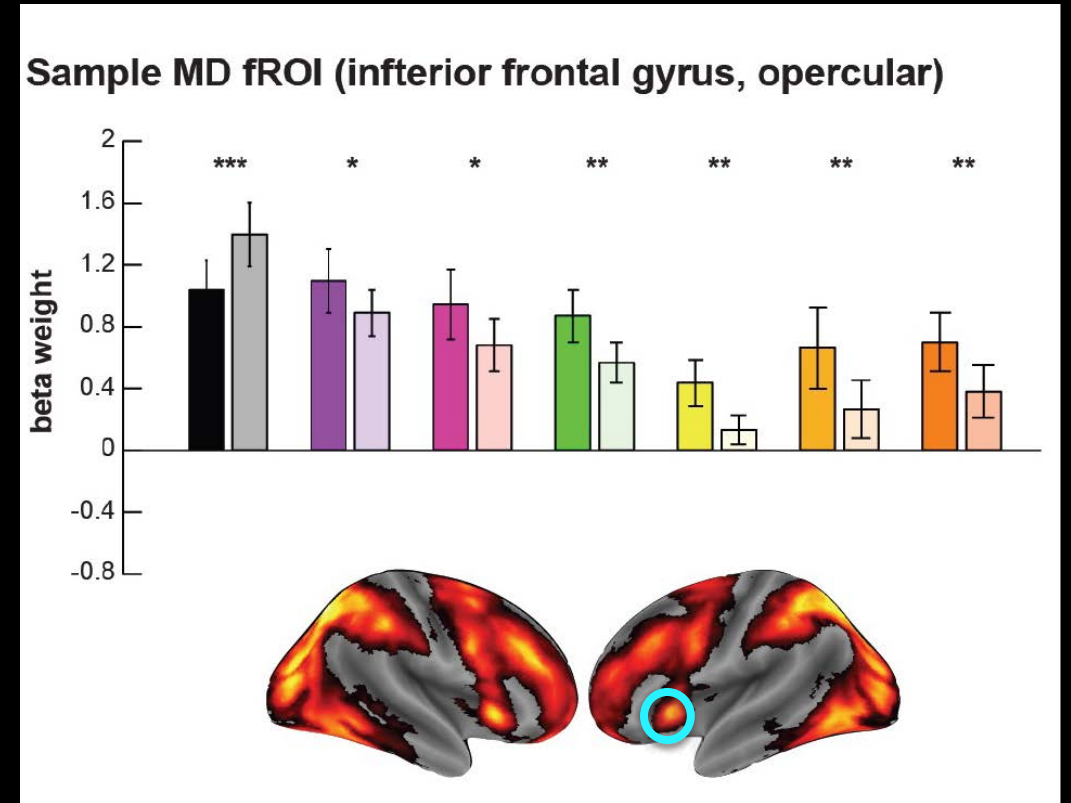 Sample MD fROI (infterior frontal gyrus, opercular)
2
*** * * ** ** ** **
1.6
1.2
0.8
0.4
0
-0.4
-0.8
beta weight